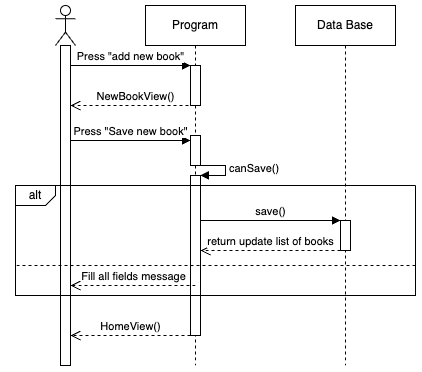 Program
Data Base
Press "add new book"
NewBookView()
Press "Save new book"
canSave()
alt
save()
return update list of books
Fill all fields message
HomeView()